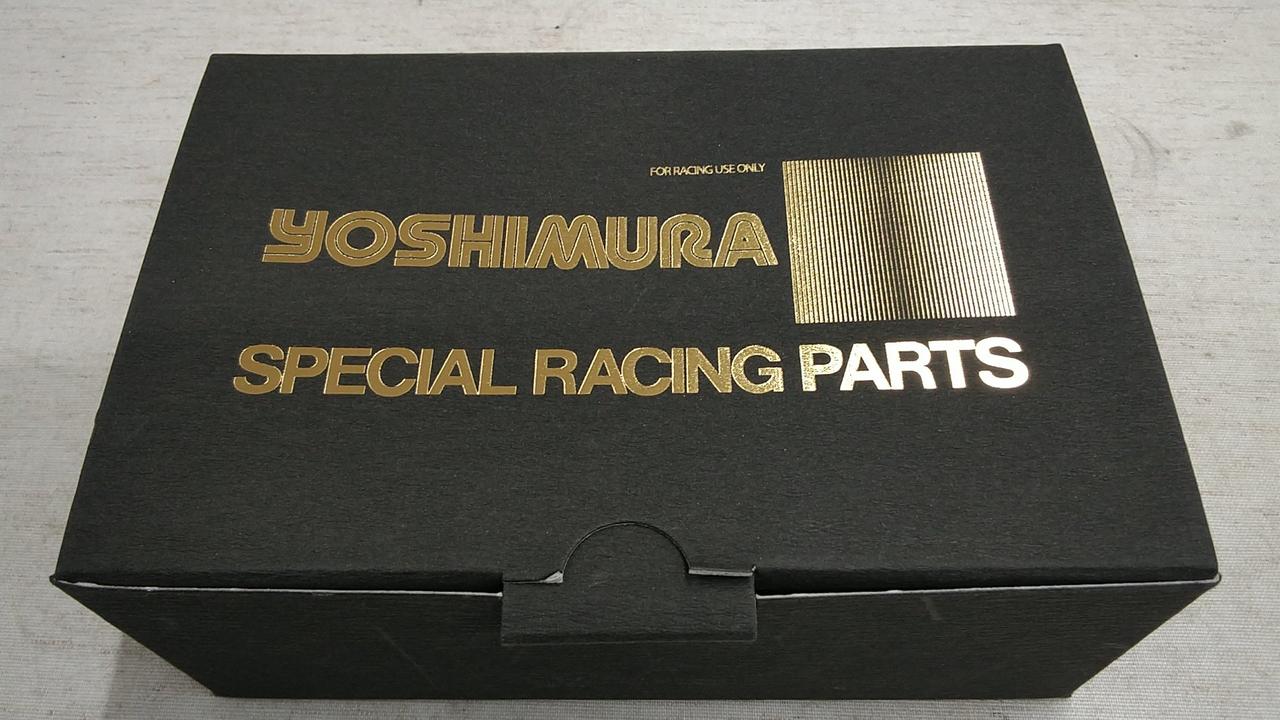 FOR RACING USE ONLY
YOSHIMURA
SPECIAL RACING PARTS